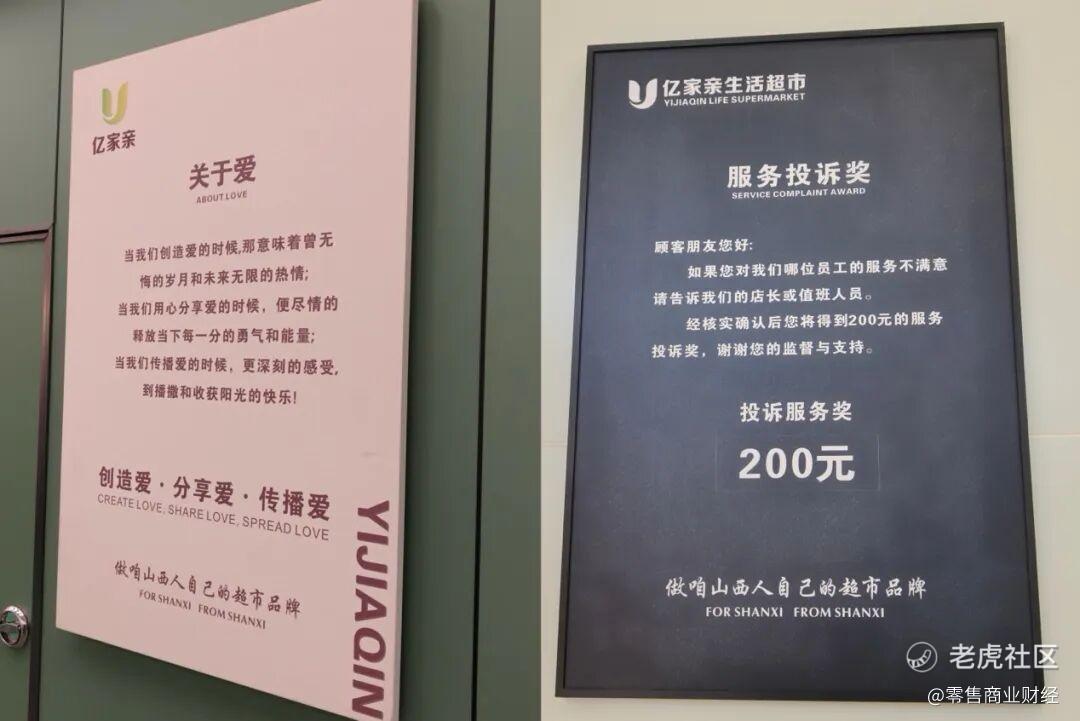 亿家亲
关于爱
ABOUT LOVE
当我们创造爱的时候,那意味着曾无
悔的岁月和未来无限的热情;
当我们用心分享爱的时候，便尽情的
释放当下每一分的勇气和能量;
当我们传播爱的时候，更深刻的感受,
到播撒和收获阳光的快乐!
创造爱·分享爱·传播爱
CREATE LOVE, SHARE LOVE, SPREAD LOVE
做咱山西人自己的超市品牌
FOR SHANXI FROM SHANXI
YIJIAQIN
亿家亲生活超市
YIJIAQIN LIFE SUPERMARKET
服务投诉奖
SERVICE COMPLAINT AWARD
顾客朋友您好:
如果您对我们哪位员工的服务不满意
请告诉我们的店长或值班人员。
经核实确认后您将得到200元的服务
投诉奖，谢谢您的监督与支持。
投诉服务奖
200元
做咱山西人自己的超市品牌
FOR SHANXI FROM SHANXI
老虎社区
@零售商业财经